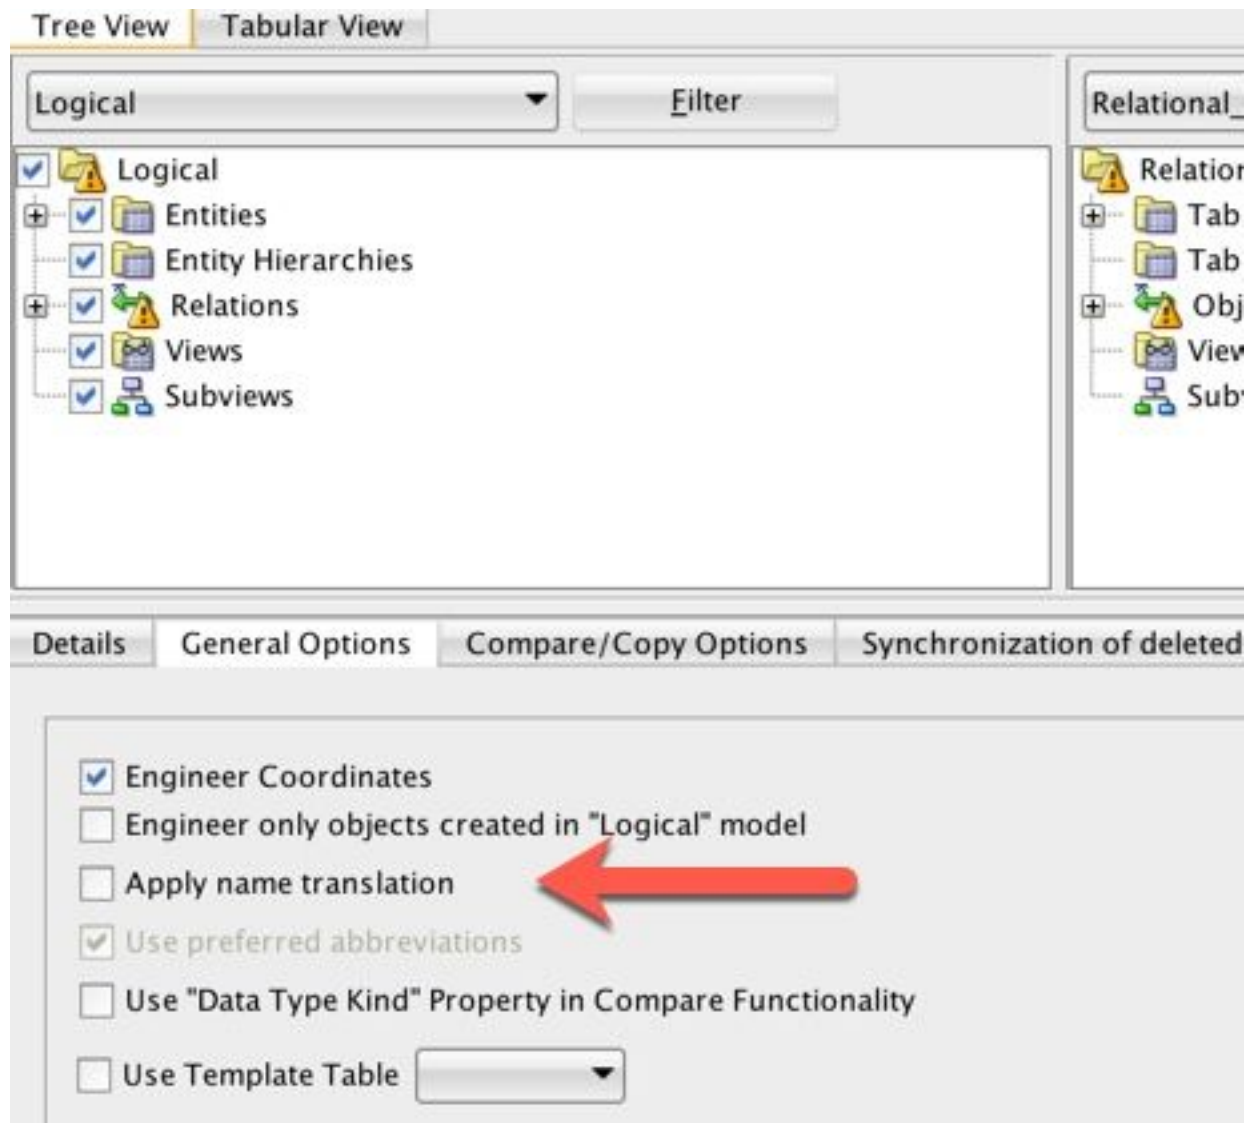 Tree View Tabular View
Logical Filter Relational_
Logical
Entities
Entity Hierarchies
Relations
Views
Subviews
Relation
Tab
Tab
Obj
View
Subv
Details General Options Compare/Copy Options Synchronization of deleted
Engineer Coordinates
Engineer only objects created in "Logical" model
Apply name translation
Use preferred abbreviations
Use "Data Type Kind" Property in Compare Functionality
Use Template Table